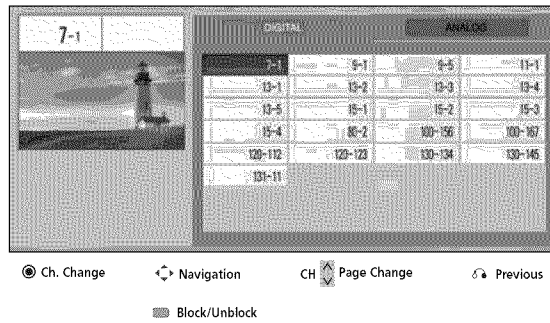 7-1
DIGITAL ANALOG
7-1 9-1 9-5 11-1
13-1 13-2 13-3 13-4
13-5 15-1 15-2 15-3
15-4 85-2 100-156 100-167
120-112 120-123 130-134 130-145
131-11
Ch. Change Navigation CH Page Change Previous
Block/Unblock